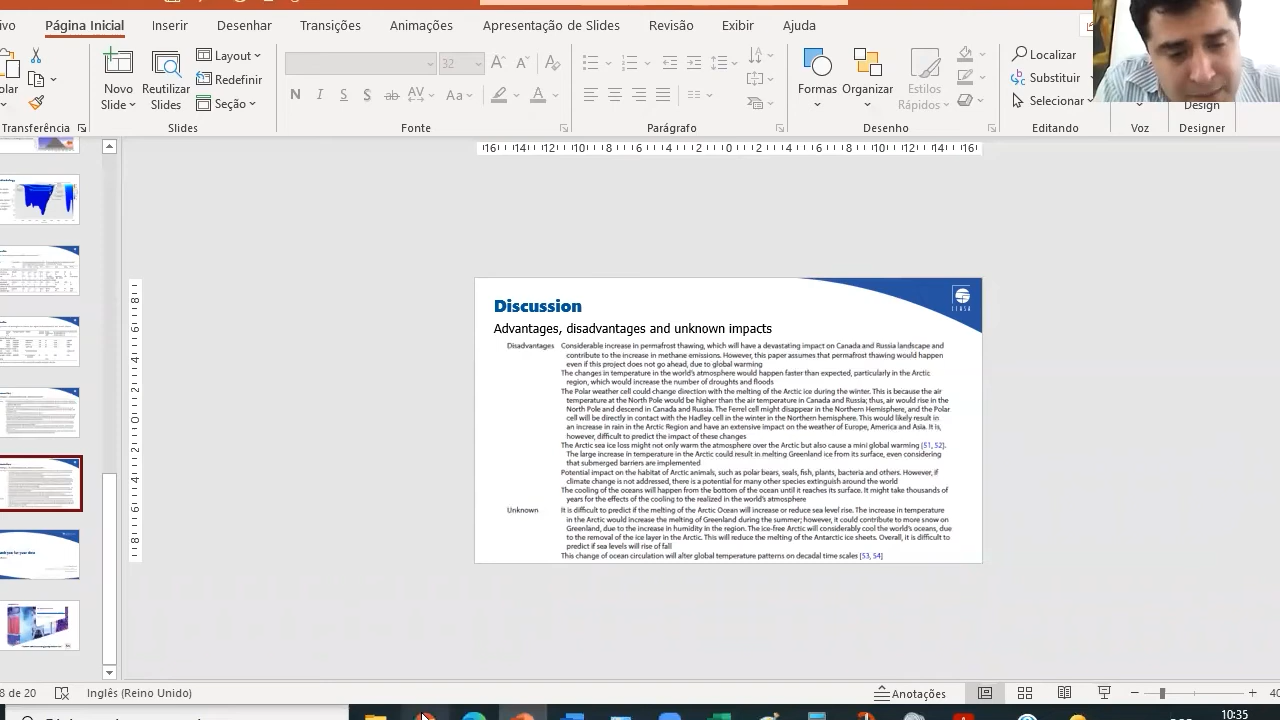 ivo Página Inicial Inserir Desenhar Transições Animações Apresentação de Slides Revisão Exibir Ajuda
olar Novo Slide Reutilizar Slides Layout Redefinir Seção
32
Formas Organizar Estilos Rápidos Localizar Substituir Selecionar Design
Transferência Slides Fonte Parágrafo Desenho Editando Voz Designer
16 14 12 10 8 6 4 2 0 2 4 6 8 10 12 14 16
Discussion
IIASA
Advantages, disadvantages and unknown impacts
Disadvantages Considerable increase in permafrost thawing, which will have a devastating impact on Canada and Russia landscape and
contribute to the increase in methane emissions. However, this paper assumes that permafrost thawing would happen
even if this project does not go ahead, due to global warming
The changes in temperature in the world's atmosphere would happen faster than expected, particularly in the Arctic
region, which would increase the number of droughts and floods
The Polar weather cell could change direction with the melting of the Arctic ice during the winter. This is because the air
temperature at the North Pole would be higher than the air temperature in Canada and Russia; thus, air would rise in the
North Pole and descend in Canada and Russia. The Ferrel cell might disappear in the Northern Hemisphere, and the Polar
cell will be directly in contact with the Hadley cell in the winter in the Northern hemisphere. This would likely result in
an increase in rain in the Arctic Region and have an extensive impact on the weather of Europe, America and Asia. It is,
however, difficult to predict the impact of these changes
The Arctic sea ice loss might not only warm the atmosphere over the Arctic but also cause a mini global warming [51, 52].
The large increase in temperature in the Arctic could result in melting Greenland ice from its surface, even considering
that submerged barriers are implemented
Potential impact on the habitat of Arctic animals, such as polar bears, seals, fish, plants, bacteria and others. However, if
climate change is not addressed, there is a potential for many other species extinguish around the world
The cooling of the oceans will happen from the bottom of the ocean until it reaches its surface. It might take thousands of
years for the effects of the cooling to the realized in the world's atmosphere
Unknown It is difficult to predict if the melting of the Arctic Ocean will increase or reduce sea level rise. The increase in temperature
in the Arctic would increase the melting of Greenland during the summer; however, it could contribute to more snow on
Greenland, due to the increase in humidity in the region. The ice-free Arctic will considerably cool the world's oceans, due
to the removal of the ice layer in the Arctic. This will reduce the melting of the Antarctic ice sheets. Overall, it is difficult to
predict if sea levels will rise of fall
This change of ocean circulation will alter global temperature patterns on decadal time scales [53, 54]
8 de 20 Inglês (Reino Unido) Anotações 40
10:35